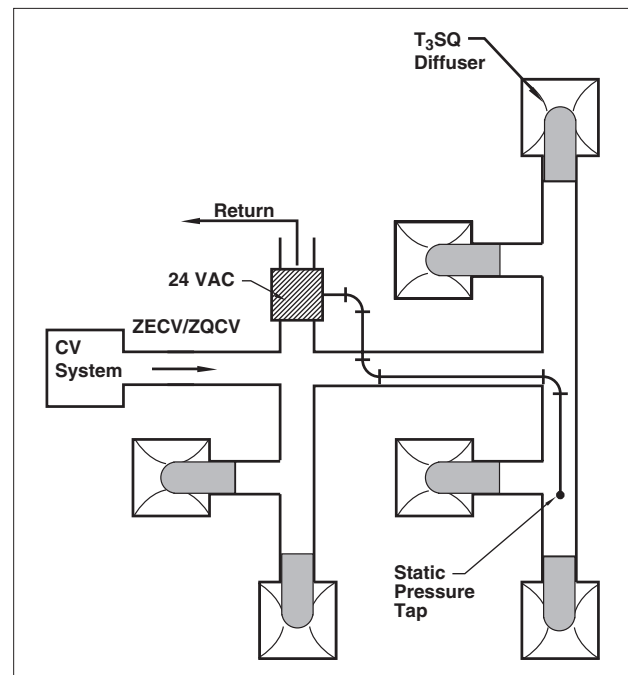 T₃SQ
Diffuser
Return
24 VAC
ZECV/ZQCV
CV
System
Static
Pressure
Tap